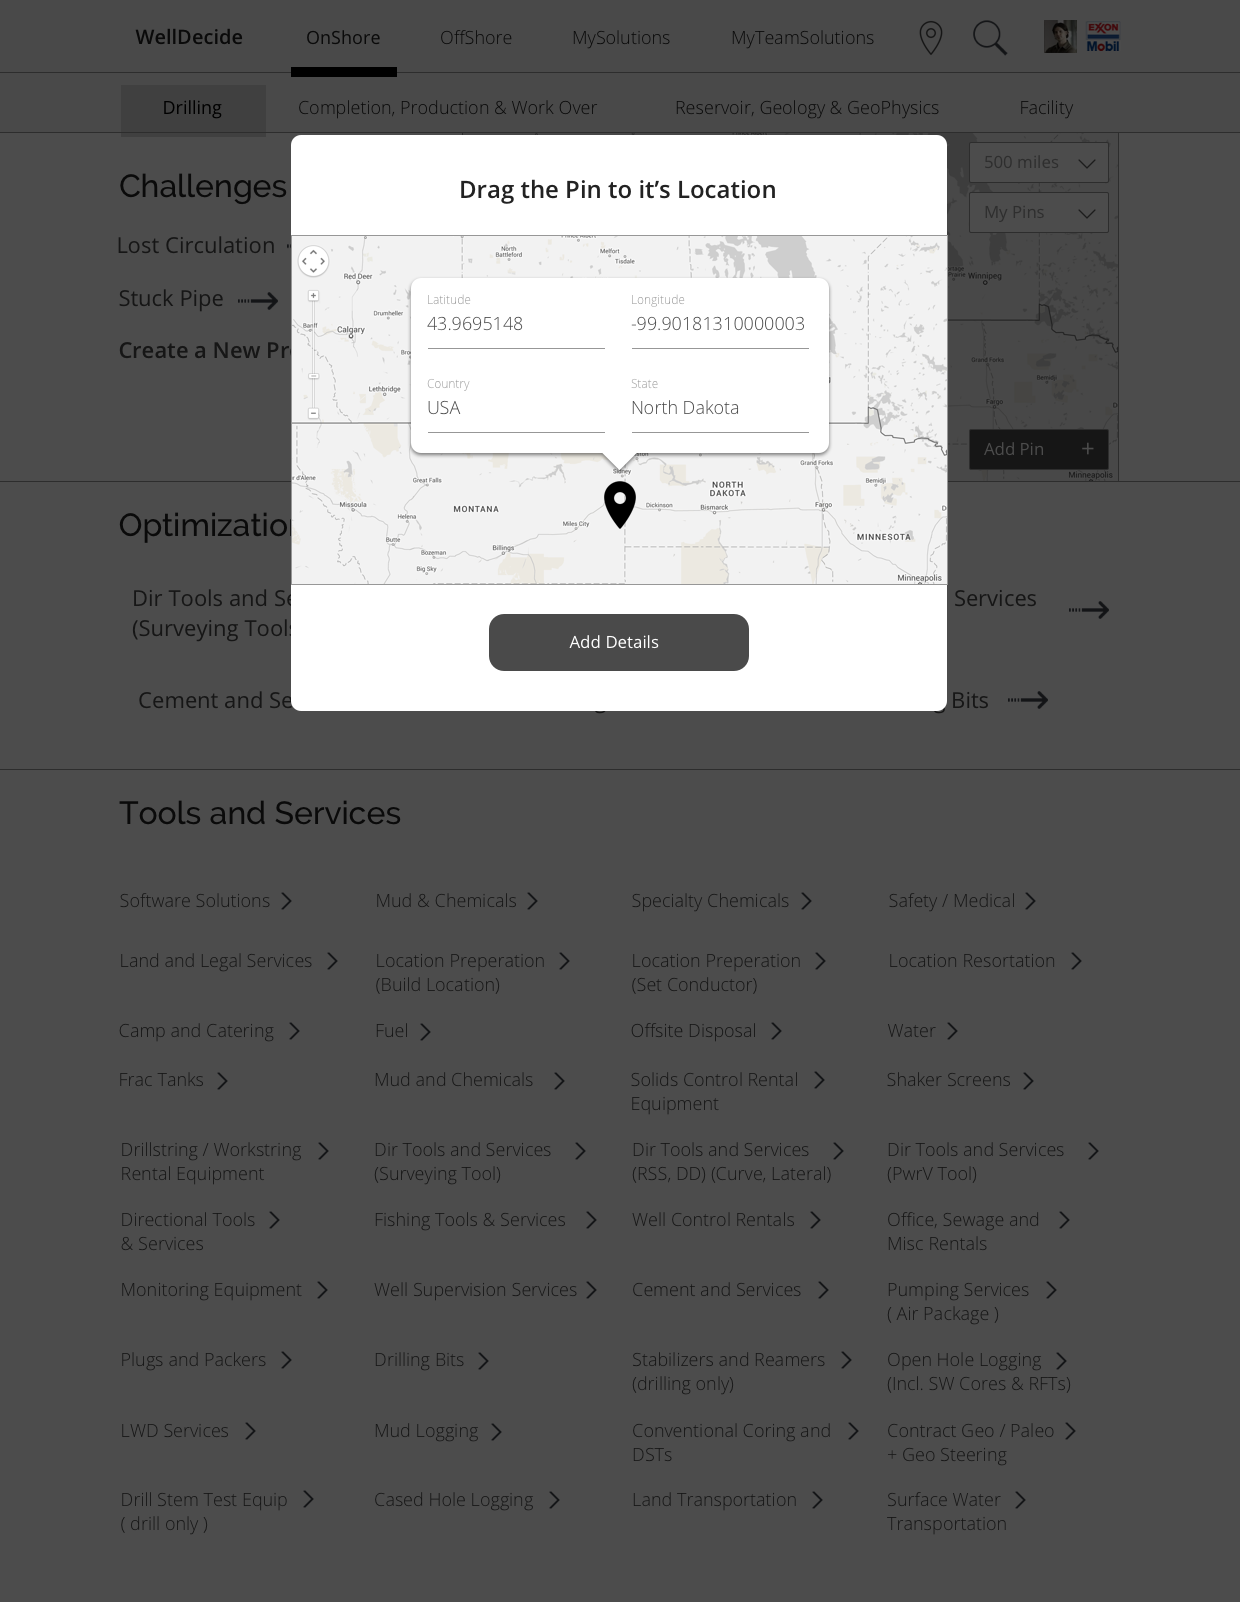 WellDecide
OnShore
OffShore
MySolutions
MyTeamSolutions
EXXON
Mobil
Drilling
Completion, Production & Work Over
Reservoir, Geology & GeoPhysics
Facility
Challenges
500 miles
My Pins
Lost Circulation
Stuck Pipe
Create a New Pr
Drag the Pin to it’s Location
North
Battleford
Melfort
Tisdale
Red Deer
Drumheller
Banff
Calgary
Lethbridge
Latitude
43.9695148
Longitude
-99.90181310000003
Country
USA
State
North Dakota
Winnipeg
Grand Forks
Bemidji
Fargo
Add Pin +
Minneapolis
Sidney
Great Falls
Missoula
MONTANA
Helena
Butte
Bozeman
Big Sky
Billings
Miles City
Dickinson
NORTH
DAKOTA
Bismarck
Grand Forks
Bemidji
Fargo
MINNESOTA
Minneapolis
Add Details
Optimizatio
Dir Tools and Se
(Surveying Tools
Services
Cement and Se
Bits
Tools and Services
Software Solutions
Mud & Chemicals
Specialty Chemicals
Safety / Medical
Land and Legal Services
Location Preperation
(Build Location)
Location Preperation
(Set Conductor)
Location Resortation
Camp and Catering
Fuel
Offsite Disposal
Water
Frac Tanks
Mud and Chemicals
Solids Control Rental
Equipment
Shaker Screens
Drillstring / Workstring
Rental Equipment
Dir Tools and Services
(Surveying Tool)
Dir Tools and Services
(RSS, DD) (Curve, Lateral)
Dir Tools and Services
(PwrV Tool)
Directional Tools
& Services
Fishing Tools & Services
Well Control Rentals
Office, Sewage and
Misc Rentals
Monitoring Equipment
Well Supervision Services
Cement and Services
Pumping Services
( Air Package )
Plugs and Packers
Drilling Bits
Stabilizers and Reamers
(drilling only)
Open Hole Logging
(Incl. SW Cores & RFTs)
LWD Services
Mud Logging
Conventional Coring and
DSTs
Contract Geo / Paleo
+ Geo Steering
Drill Stem Test Equip
( drill only )
Cased Hole Logging
Land Transportation
Surface Water
Transportation